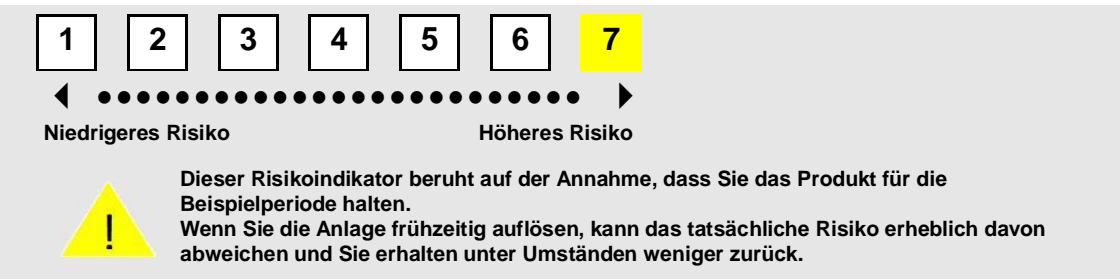 1 2 3 4 5 6 7
Niedrigeres Risiko Höheres Risiko
Dieser Risikoindikator beruht auf der Annahme, dass Sie das Produkt für die
Beispielperiode halten.
Wenn Sie die Anlage frühzeitig auflösen, kann das tatsächliche Risiko erheblich davon
abweichen und Sie erhalten unter Umständen weniger zurück.
!